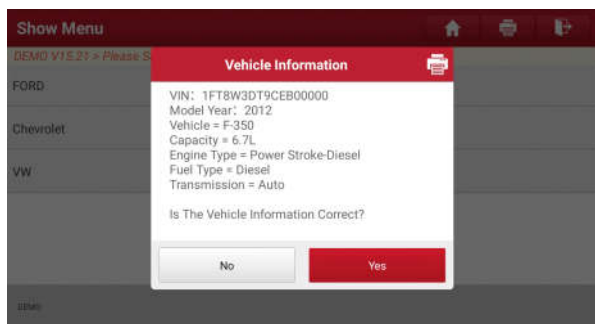 Show Menu
DEMO V15.21 > Please S
Vehicle Information
FORD
VIN: 1FT8W3DT9CEB00000
Model Year: 2012
Chevrolet
Vehicle = F-350
Capacity = 6.7L
Engine Type = Power Stroke-Diesel
VW
Fuel Type = Diesel
Transmission = Auto
Is The Vehicle Information Correct?
No
Yes
DEMO